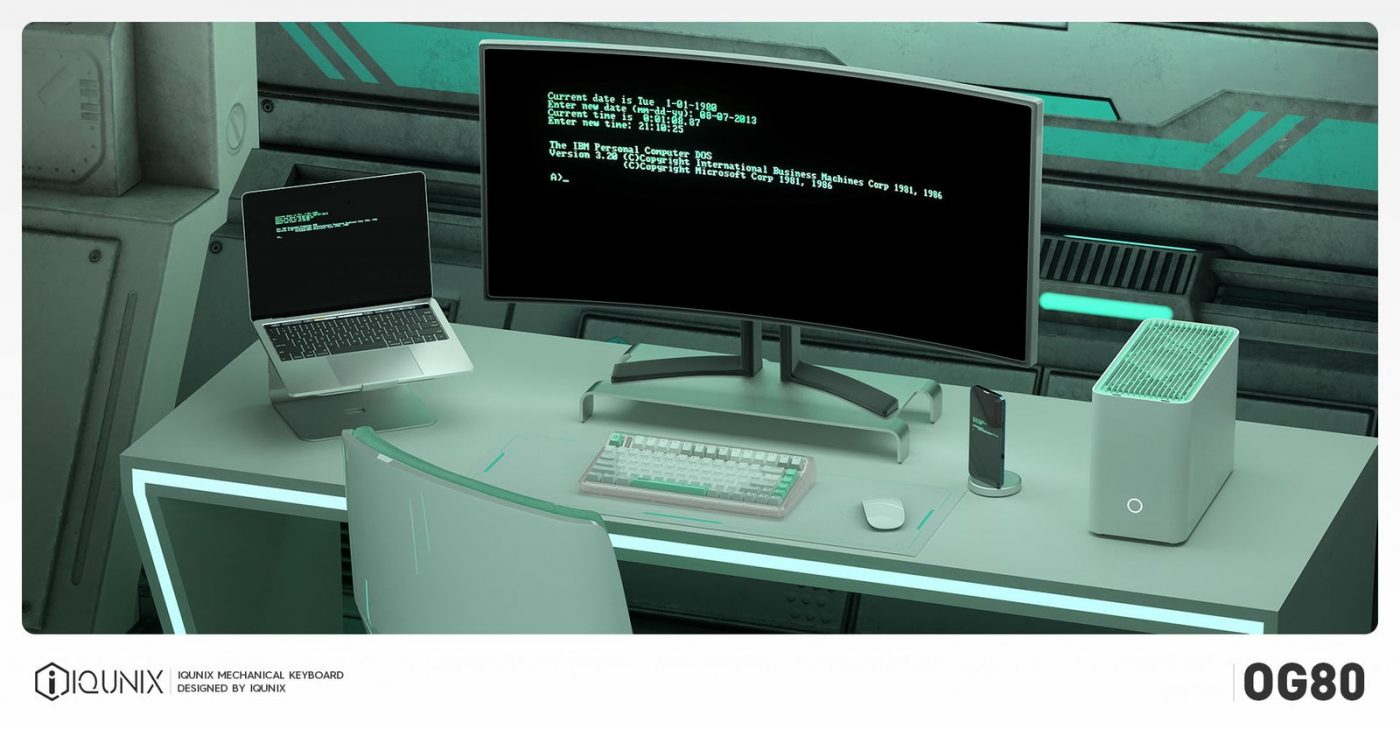 Current date is Tue 1-01-1980
Enter new date (mm-dd-yy): 08-07-2013
Current time is 0:01:08.87
Enter new time: 21:10:25
The IBM Personal Computer DOS
Version 3.20 (C)Copyright International Business Machines Corp 1981, 1986
(C)Copyright Microsoft Corp 1981, 1986
A>_
IQUNIX
IQUNIX MECHANICAL KEYBOARD
DESIGNED BY IQUNIX
OG80